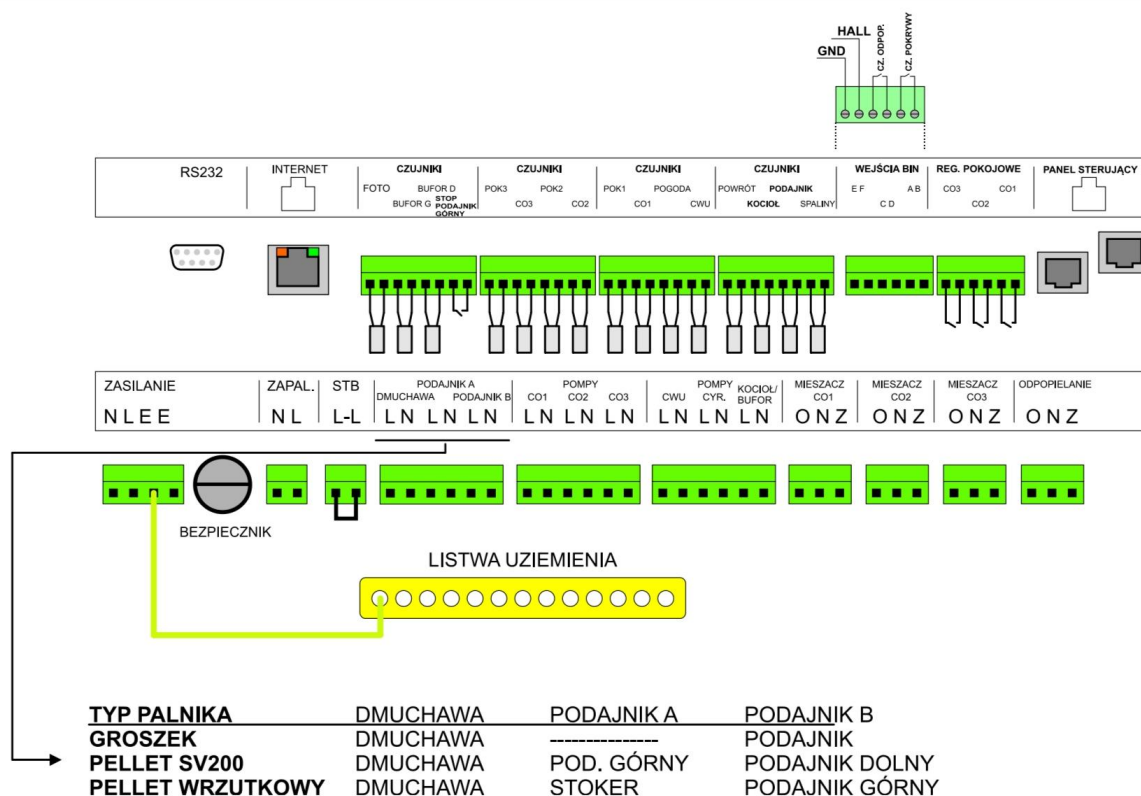 HALL
GND
CZ. ODPOP.
CZ. POKRYWY
RS232
INTERNET
CZUJNIKI
CZUJNIKI
CZUJNIKI
CZUJNIKI
WEJŚCIA BIN
REG. POKOJOWE
PANEL STERUJĄCY
FOTO BUFOR D
BUFOR G STOP PODAJNIK GÓRNY
POK3 POK2
CO3 CO2
POK1 POGODA
CO1 CWU
POWRÓT PODAJNIK
KOCIOŁ SPALINY
E F A B
C D
CO3 CO1
CO2
ZASILANIE
N L E E
ZAPAL.
N L
STB
L-L
PODAJNIK A
DMUCHAWA PODAJNIK B
L N L N L N
POMPY
CO1 CO2 CO3
L N L N L N
POMPY
CWU CYR. KOCIOŁ/BUFOR
L N L N L N
MIESZACZ
CO1
O N Z
MIESZACZ
CO2
O N Z
MIESZACZ
CO3
O N Z
ODPOPIELANIE
O N Z
BEZPIECZNIK
LISTWA UZIEMIENIA
TYP PALNIKA DMUCHAWA PODAJNIK A PODAJNIK B
GROSZEK DMUCHAWA --------------- PODAJNIK
PELLET SV200 DMUCHAWA POD. GÓRNY PODAJNIK DOLNY
PELLET WRZUTKOWY DMUCHAWA STOKER PODAJNIK GÓRNY